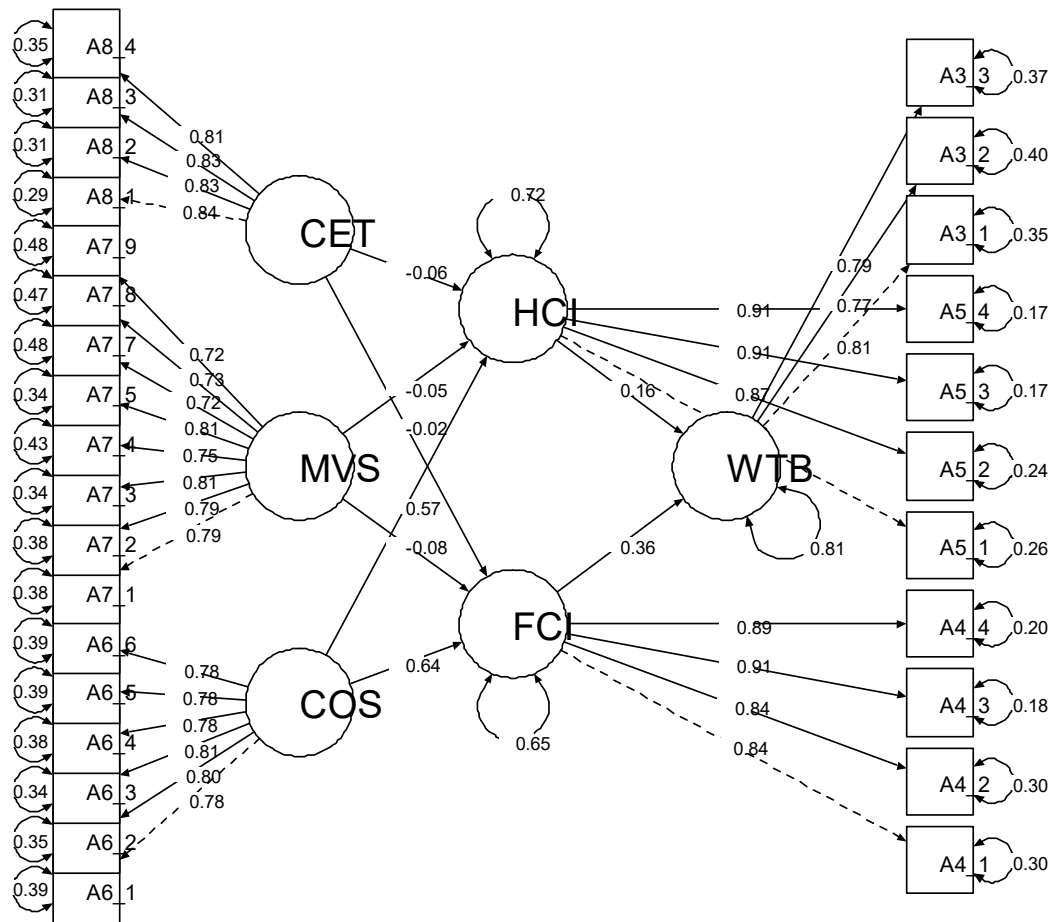 0.35
A8_4
0.31
A8_3
0.31
A8_2
0.29
A8_1
0.48
A7_9
0.47
A7_8
0.48
A7_7
0.34
A7_5
0.43
A7_4
0.34
A7_3
0.38
A7_2
0.38
A7_1
0.39
A6_6
0.39
A6_5
0.38
A6_4
0.34
A6_3
0.35
A6_2
0.39
A6_1
0.81
0.83
0.83
0.84
0.72
0.73
0.72
0.81
0.75
0.81
0.79
0.79
0.78
0.78
0.78
0.81
0.80
0.78
CET
MVS
COS
-0.06
-0.05
-0.02
0.57
-0.08
0.64
0.72
HCI
FCI
0.65
0.16
0.36
WTB
0.81
0.79
0.77
0.81
0.91
0.91
0.87
0.89
0.91
0.84
0.84
A3_3
0.37
A3_2
0.40
A3_1
0.35
A5_4
0.17
A5_3
0.17
A5_2
0.24
A5_1
0.26
A4_4
0.20
A4_3
0.18
A4_2
0.30
A4_1
0.30